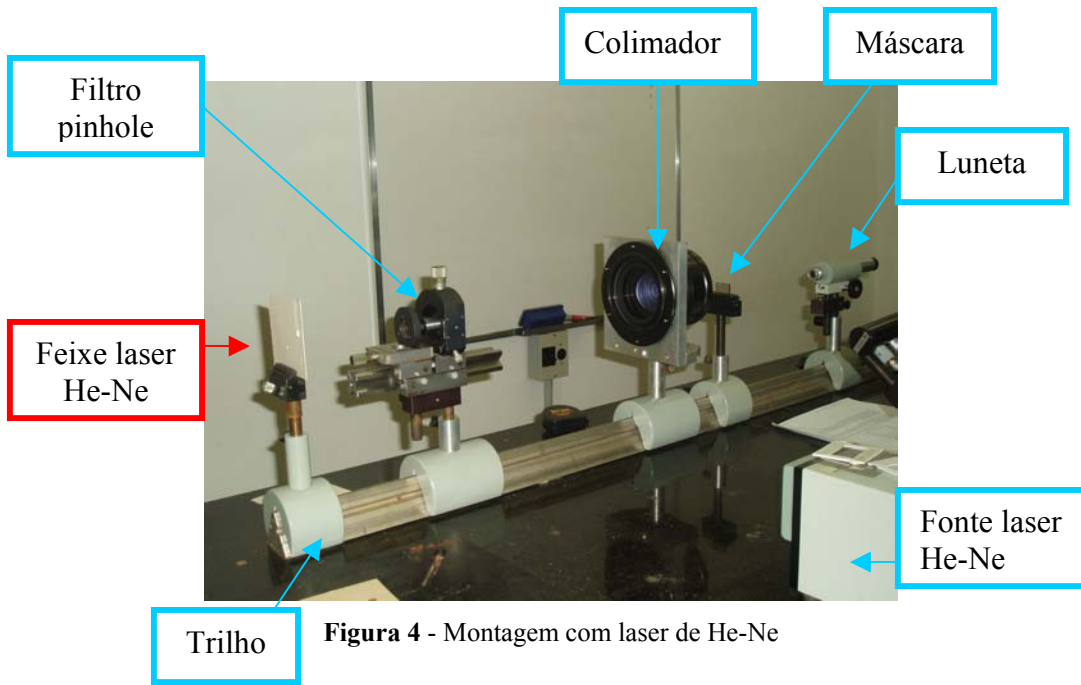 Colimador
Máscara
Filtro
pinhole
Luneta
Feixe laser
He-Ne
Fonte laser
He-Ne
Trilho
Figura 4 - Montagem com laser de He-Ne